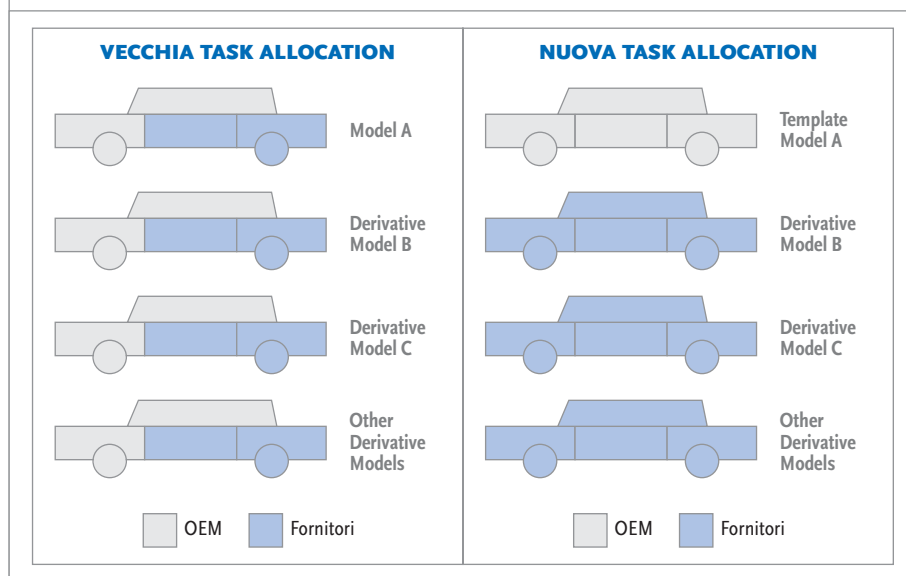 VECCHIA TASK ALLOCATION
Model A
Derivative
Model B
Derivative
Model C
Other
Derivative
Models
OEM
Fornitori
NUOVA TASK ALLOCATION
Template
Model A
Derivative
Model B
Derivative
Model C
Other
Derivative
Models
OEM
Fornitori